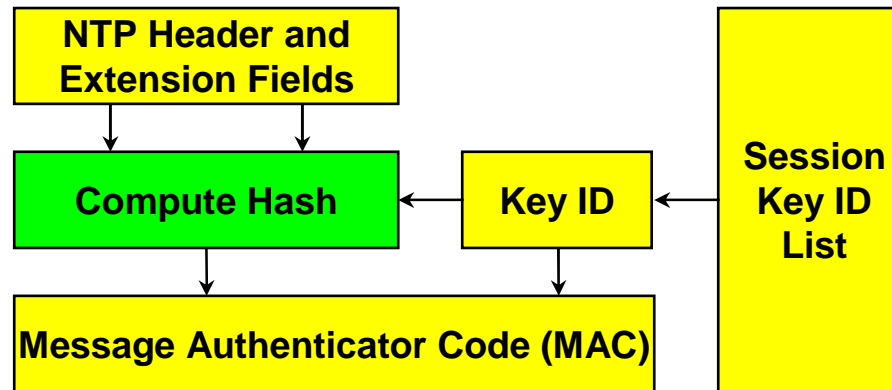 NTP Header and
Extension Fields
Compute Hash
Key ID
Session
Key ID
List
Message Authenticator Code (MAC)